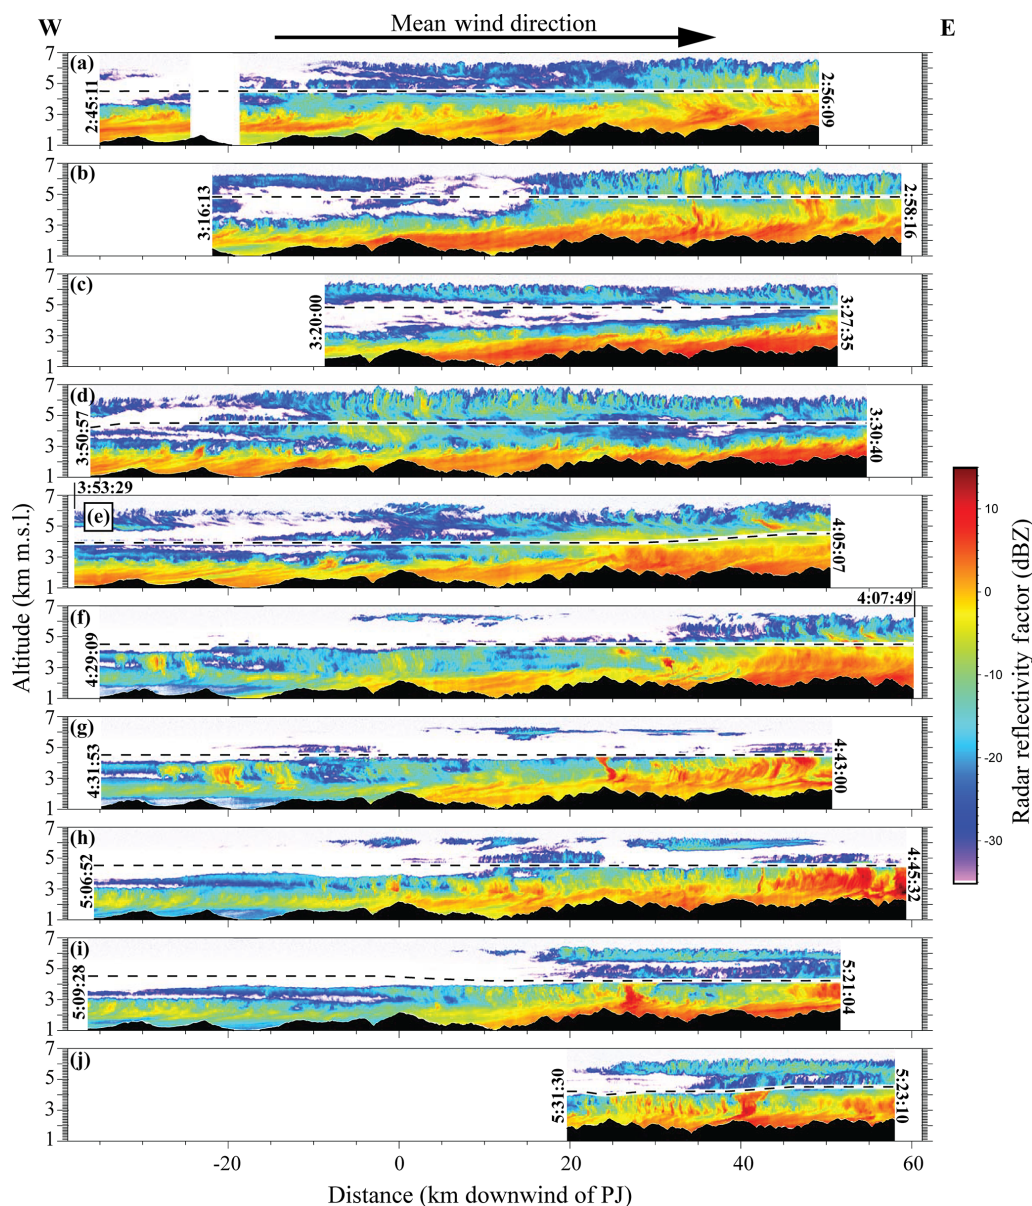 W Mean wind direction E
7 (a) 2:45:11 2:56:09
5
3
1
7 (b) 3:16:13 2:58:16
5
3
1
7 (c) 3:20:00 3:27:35
5
3
1
7 (d) 3:50:57 3:30:40
5
3
1
3:53:29
7 (e) 4:05:07
5
3
1
4:07:49
7 (f) 4:29:09
5
3
1
7 (g) 4:31:53 4:43:00
5
3
1
7 (h) 5:06:52 4:45:32
5
3
1
7 (i) 5:09:28 5:21:04
5
3
1
7 (j) 5:31:30 5:23:10
5
3
1
-20 0 20 40 60
Distance (km downwind of PJ)
Altitude (km m.s.l.)
10
0
-10
-20
-30
Radar reflectivity factor (dBZ)